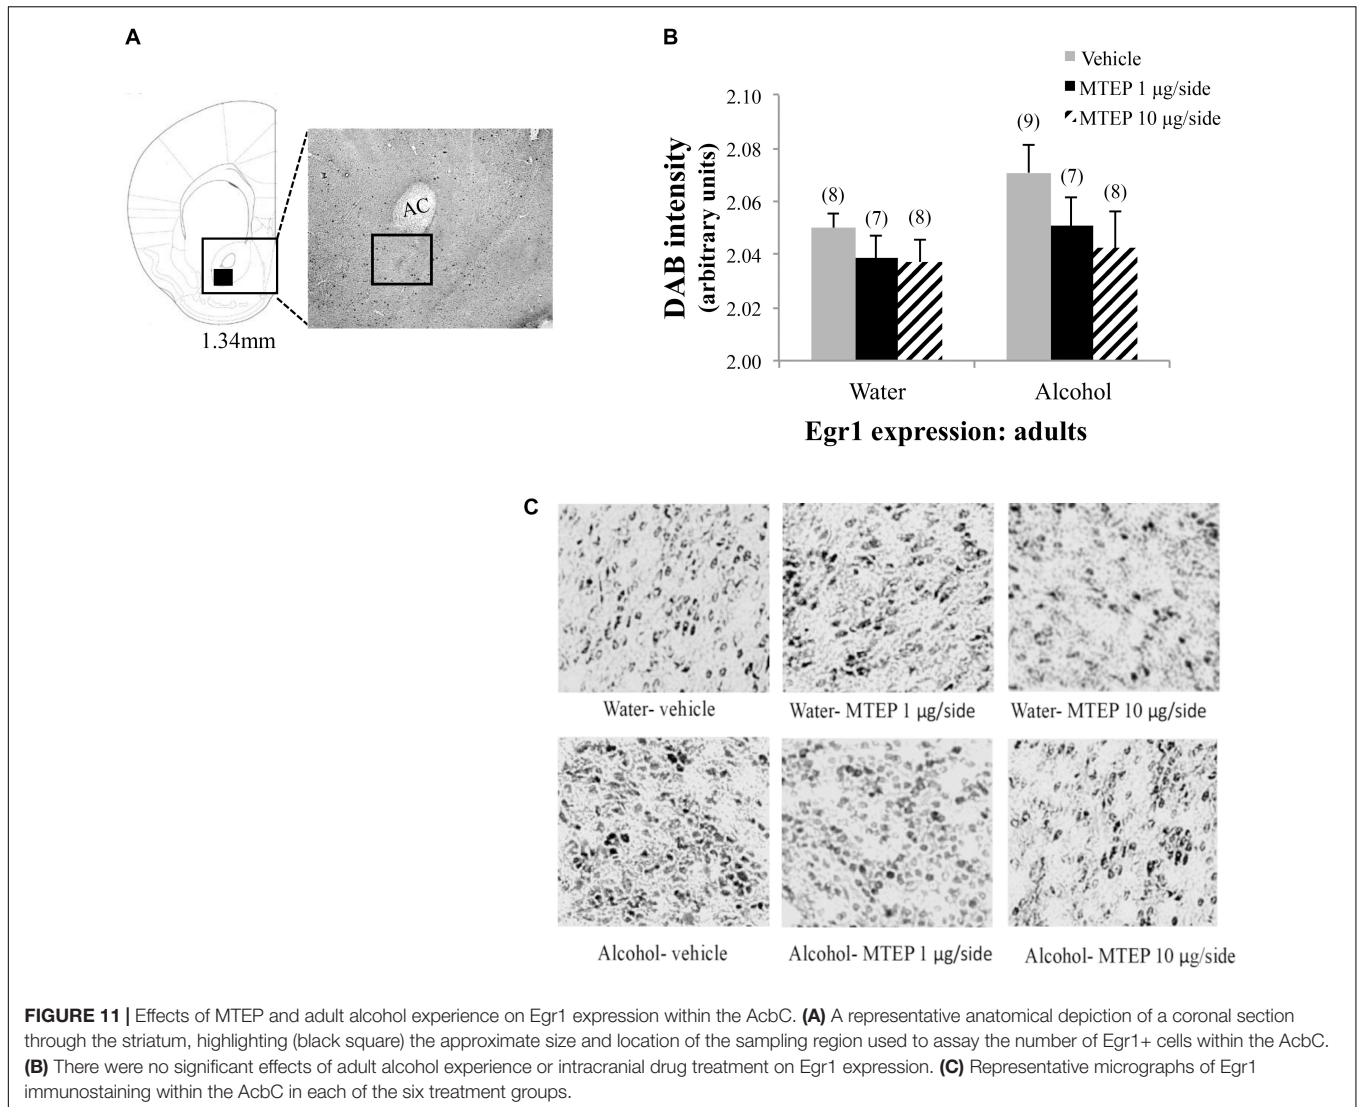 A
AC
1.34mm
B
Vehicle
MTEP 1 µg/side
MTEP 10 µg/side
DAB intensity
(arbitrary units)
2.10
2.08
2.06
2.04
2.02
2.00
(8)
(7)
(8)
(9)
(7)
(8)
Water
Alcohol
Egr1 expression: adults
C
Water- vehicle
Water- MTEP 1 µg/side
Water- MTEP 10 µg/side
Alcohol- vehicle
Alcohol- MTEP 1 µg/side
Alcohol- MTEP 10 µg/side
FIGURE 11 | Effects of MTEP and adult alcohol experience on Egr1 expression within the AcbC. (A) A representative anatomical depiction of a coronal section
through the striatum, highlighting (black square) the approximate size and location of the sampling region used to assay the number of Egr1+ cells within the AcbC.
(B) There were no significant effects of adult alcohol experience or intracranial drug treatment on Egr1 expression. (C) Representative micrographs of Egr1
immunostaining within the AcbC in each of the six treatment groups.